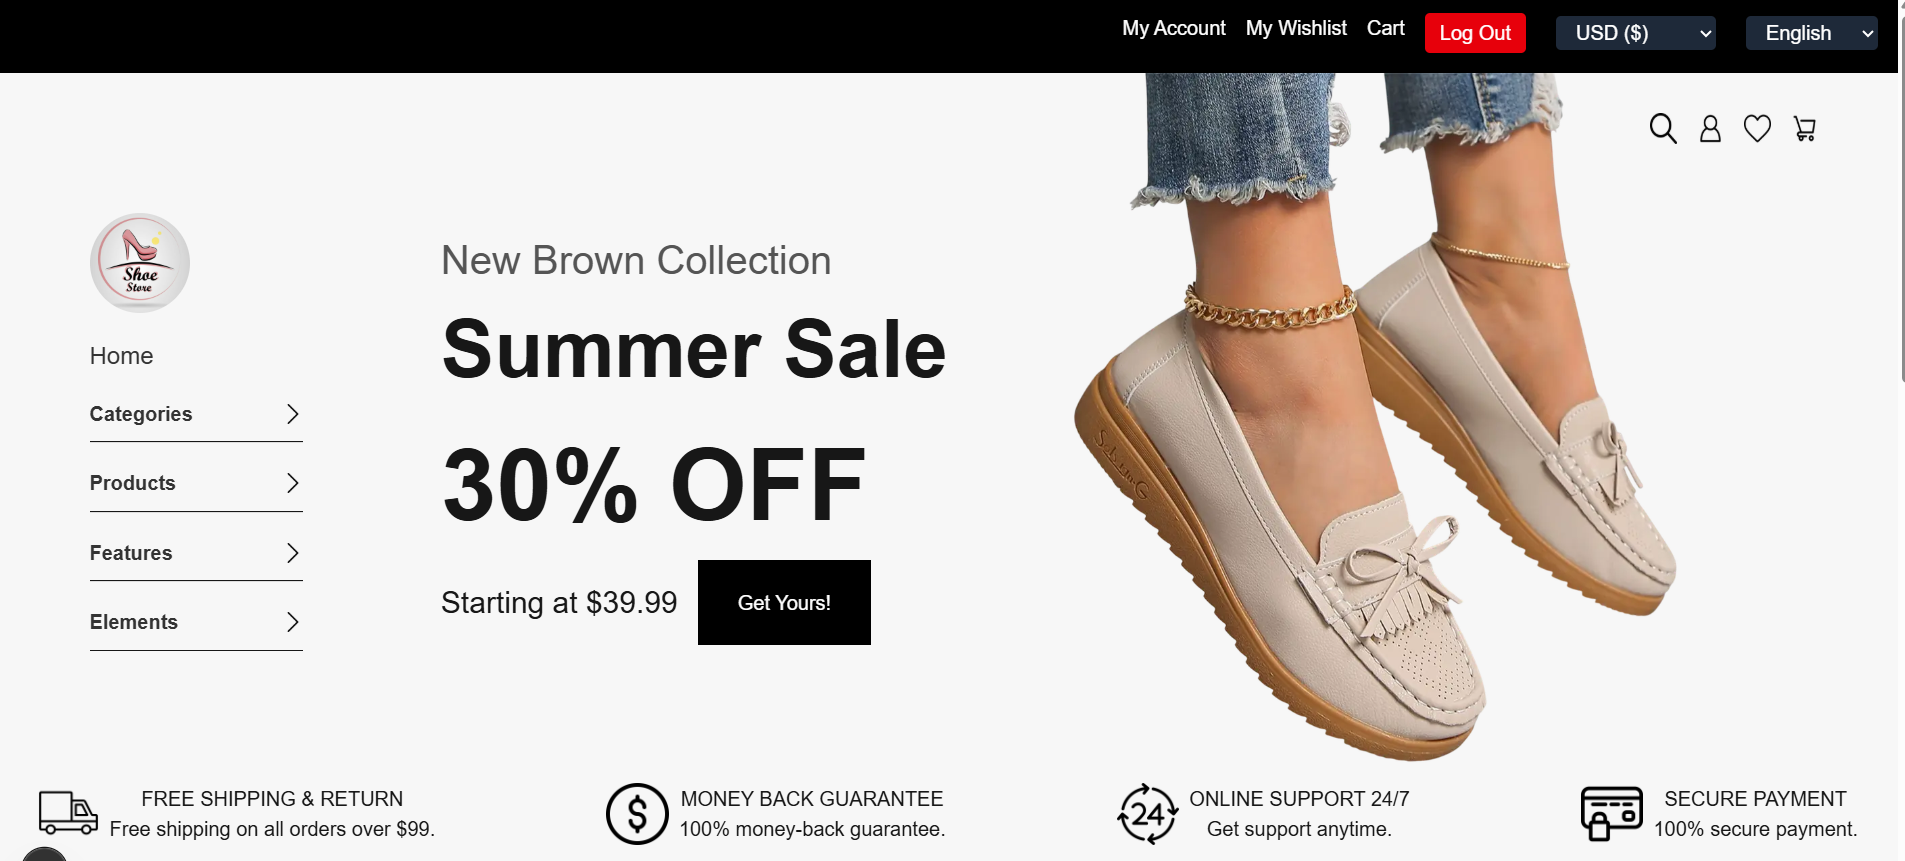 My Account My Wishlist Cart Log Out USD ($) English
Shoe
Store
Home
Categories
Products
Features
Elements
New Brown Collection
Summer Sale
30% OFF
Starting at $39.99 Get Yours!
FREE SHIPPING & RETURN
Free shipping on all orders over $99.
MONEY BACK GUARANTEE
100% money-back guarantee.
24
ONLINE SUPPORT 24/7
Get support anytime.
SECURE PAYMENT
100% secure payment.